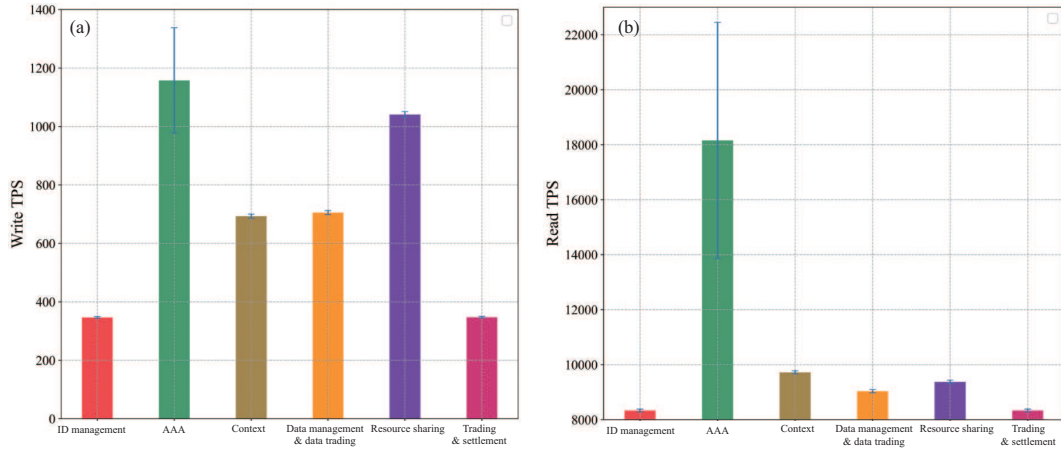 (a)
Write TPS
1400
1200
1000
800
600
400
200
0
ID management
AAA
Context
Data management
& data trading
Resource sharing
Trading
& settlement
(b)
Read TPS
22000
20000
18000
16000
14000
12000
10000
8000
ID management
AAA
Context
Data management
& data trading
Resource sharing
Trading
& settlement